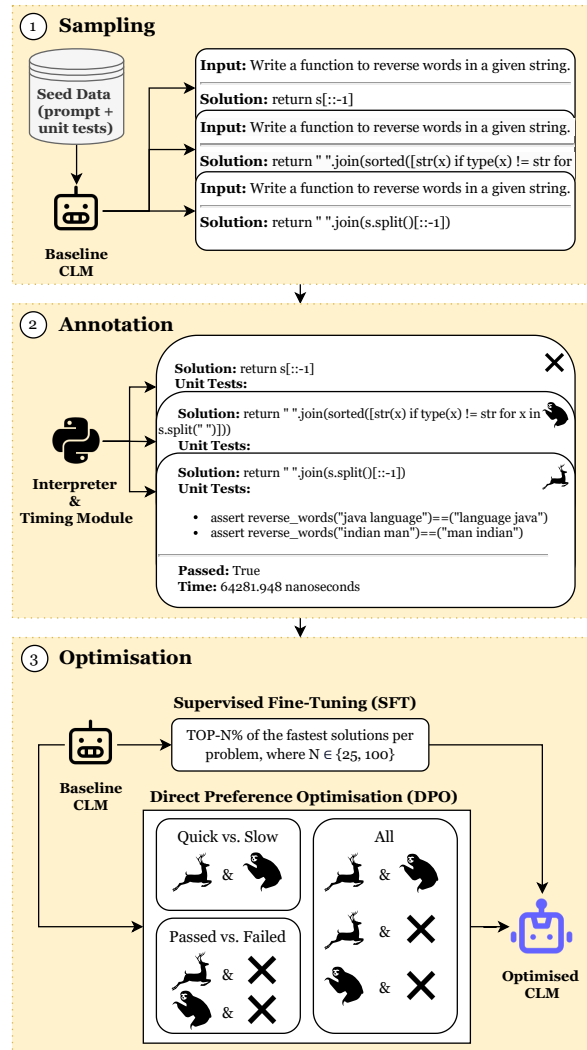 1 Sampling
Seed Data
(prompt +
unit tests)
Baseline
CLM
Input: Write a function to reverse words in a given string.
Solution: return s[::-1]
Input: Write a function to reverse words in a given string.
Solution: return " ".join(sorted([str(x) if type(x) != str for
Input: Write a function to reverse words in a given string.
Solution: return " ".join(s.split()[::-1])
2 Annotation
Interpreter
&
Timing Module
Solution: return s[::-1]
Unit Tests:
Solution: return " ".join(sorted([str(x) if type(x) != str for x in
s.split(" ")]))
Unit Tests:
Solution: return " ".join(s.split()[::-1])
Unit Tests:
• assert reverse_words("java language")==("language java")
• assert reverse_words("indian man")==("man indian")
Passed: True
Time: 64281.948 nanoseconds
3 Optimisation
Supervised Fine-Tuning (SFT)
Baseline
CLM
TOP-N% of the fastest solutions per
problem, where N ∈ {25, 100}
Direct Preference Optimisation (DPO)
Quick vs. Slow
&
Passed vs. Failed
&
&
All
&
&
&
Optimised
CLM